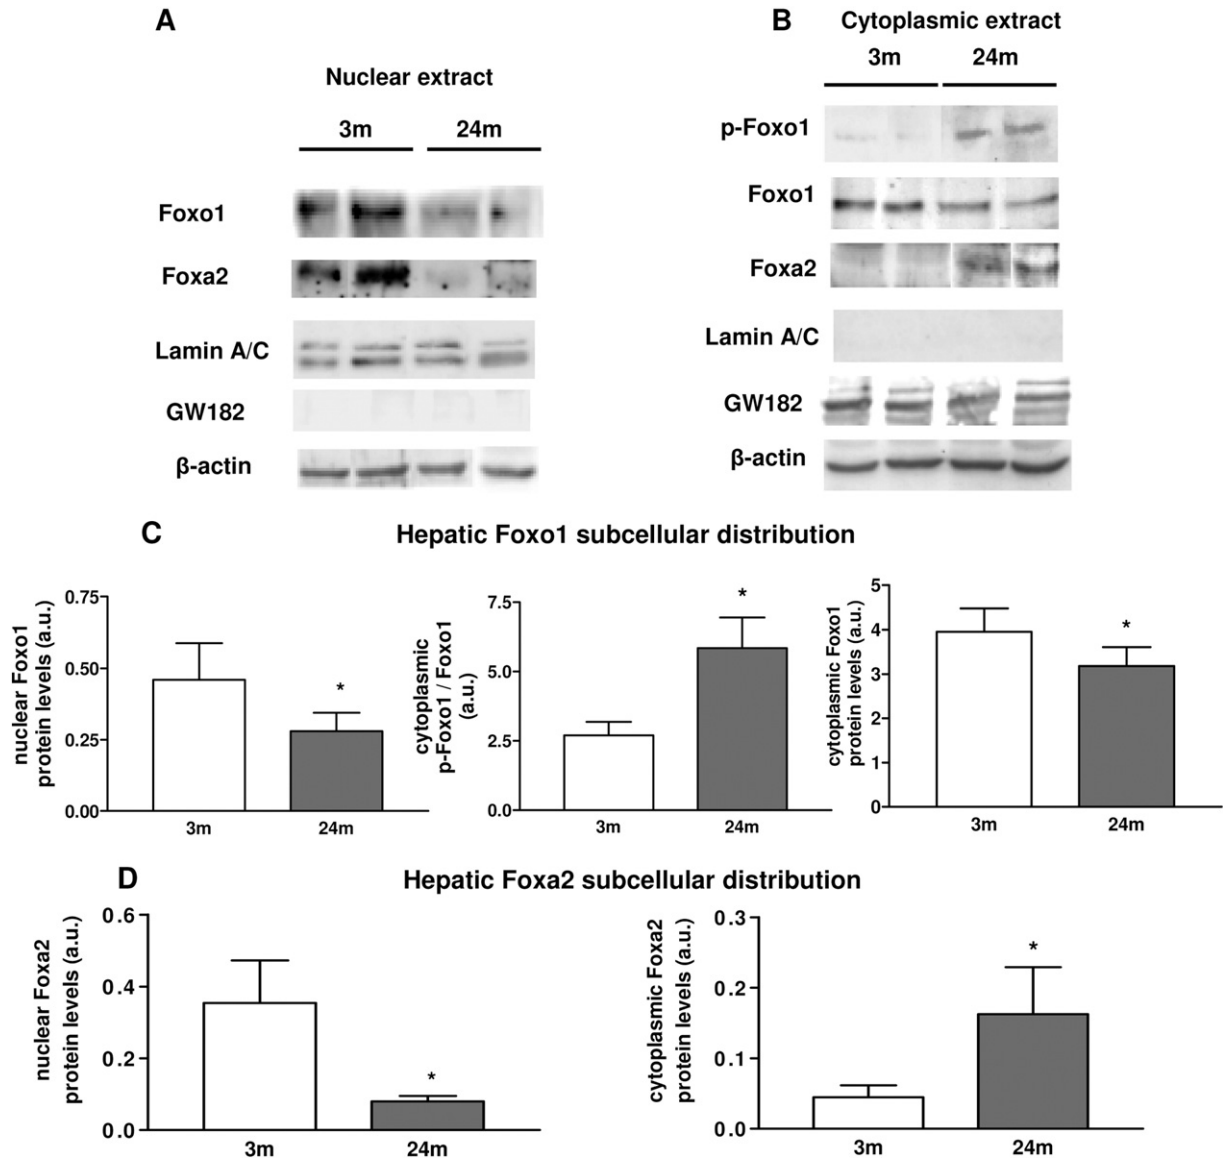 A
Nuclear extract
3m 24m
Foxo1
Foxa2
Lamin A/C
GW182
β-actin
B
Cytoplasmic extract
3m 24m
p-Foxo1
Foxo1
Foxa2
Lamin A/C
GW182
β-actin
C
Hepatic Foxo1 subcellular distribution
nuclear Foxo1
protein levels (a.u.)
0.75
0.50
0.25
0.00
*
3m 24m
cytoplasmic
p-Foxo1 / Foxo1
(a.u.)
7.5
5.0
2.5
0.0
*
3m 24m
cytoplasmic Foxo1
protein levels (a.u.)
5
4
3
2
1
0
*
3m 24m
D
Hepatic Foxa2 subcellular distribution
nuclear Foxa2
protein levels (a.u.)
0.6
0.4
0.2
0.0
*
3m 24m
cytoplasmic Foxa2
protein levels (a.u.)
0.3
0.2
0.1
0.0
*
3m 24m